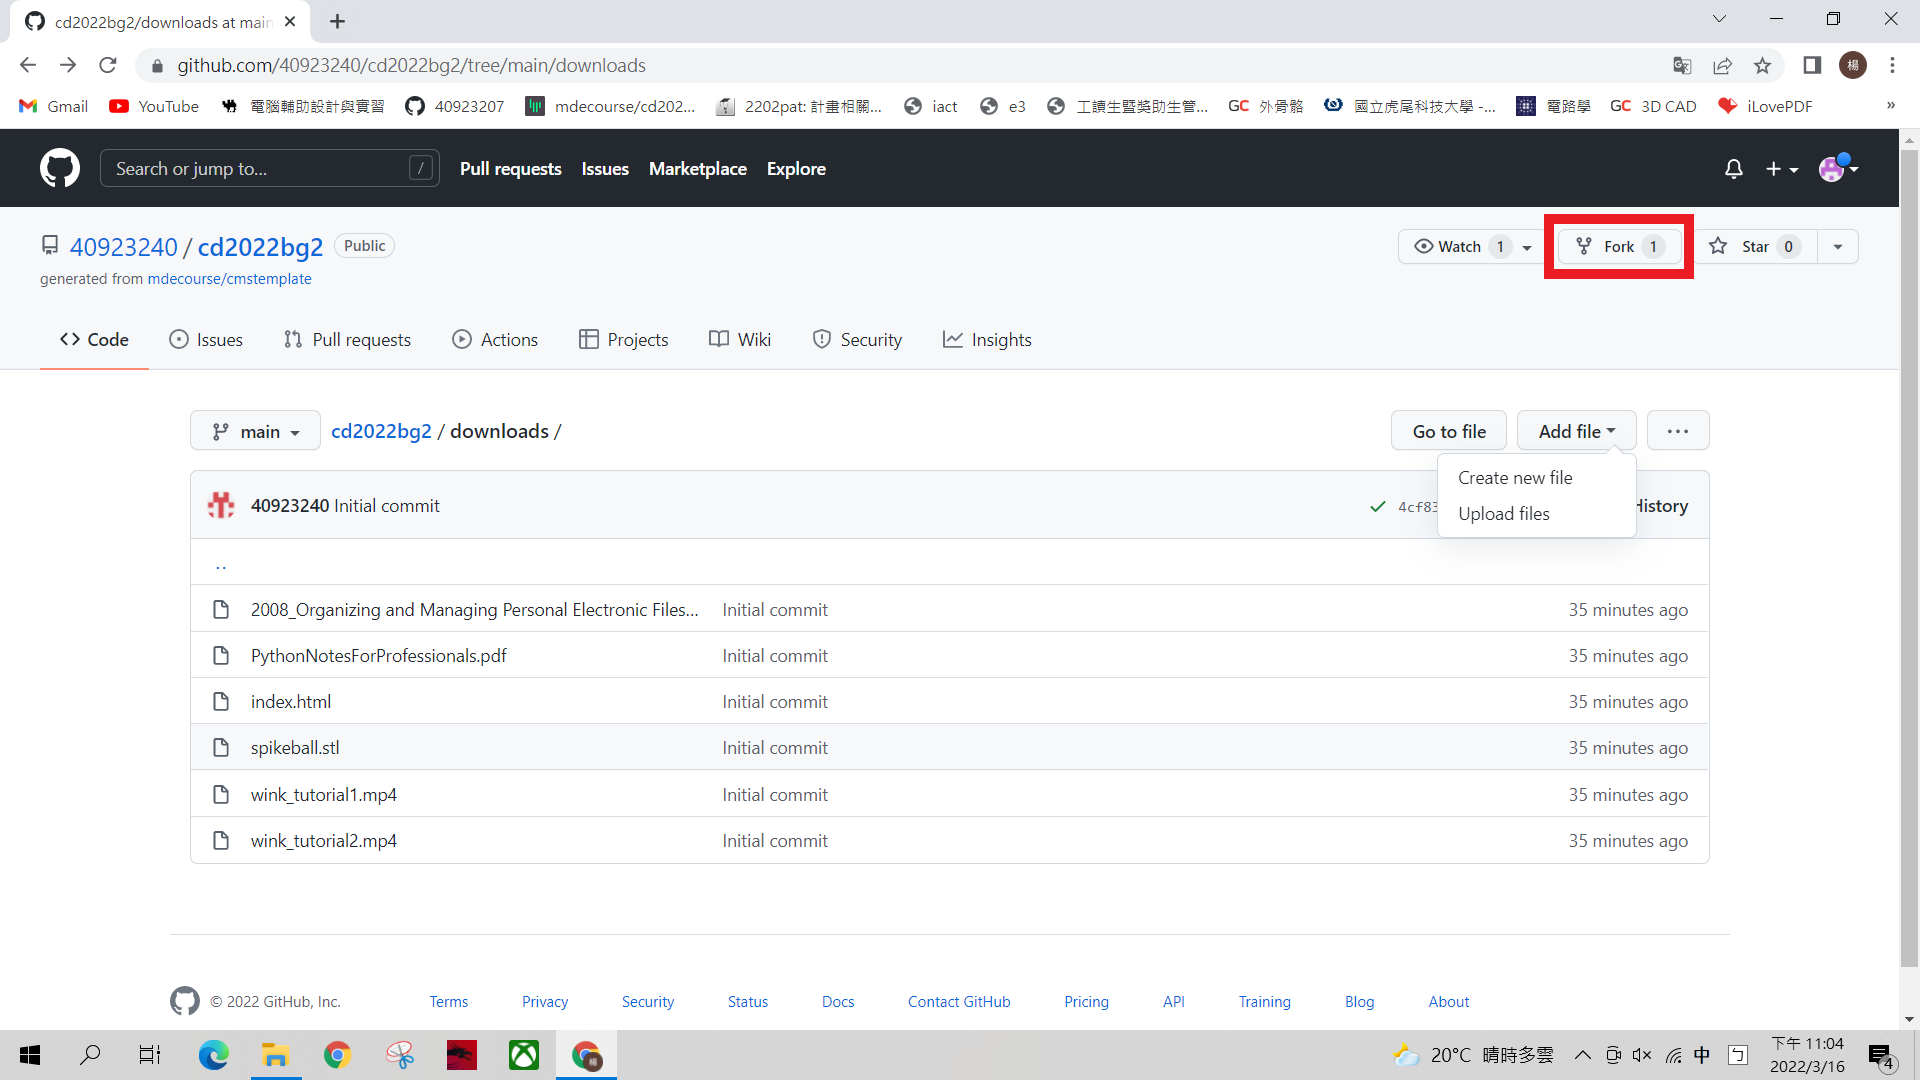 cd2022bg2/downloads at main
github.com/40923240/cd2022bg2/tree/main/downloads
楊
Gmail YouTube 電腦輔助設計與實習 40923207 mdecourse/cd202... 2202pat: 計畫相關... iact e3 工讀生暨獎助生管... GC 外骨骼 國立虎尾科技大學 -... 電路學 GC 3D CAD iLovePDF »
Search or jump to... / Pull requests Issues Marketplace Explore
40923240 / cd2022bg2 Public
Watch 1 Fork 1 Star 0
generated from mdecourse/cmstemplate
Code Issues Pull requests Actions Projects Wiki Security Insights
main cd2022bg2 / downloads / Go to file Add file ...
Create new file
Upload files
40923240 Initial commit 4cf83 History
..
2008_Organizing and Managing Personal Electronic Files... Initial commit 35 minutes ago
PythonNotesForProfessionals.pdf Initial commit 35 minutes ago
index.html Initial commit 35 minutes ago
spikeball.stl Initial commit 35 minutes ago
wink_tutorial1.mp4 Initial commit 35 minutes ago
wink_tutorial2.mp4 Initial commit 35 minutes ago
© 2022 GitHub, Inc. Terms Privacy Security Status Docs Contact GitHub Pricing API Training Blog About
20°C 晴時多雲 中 ㄅ 下午 11:04
2022/3/16
4